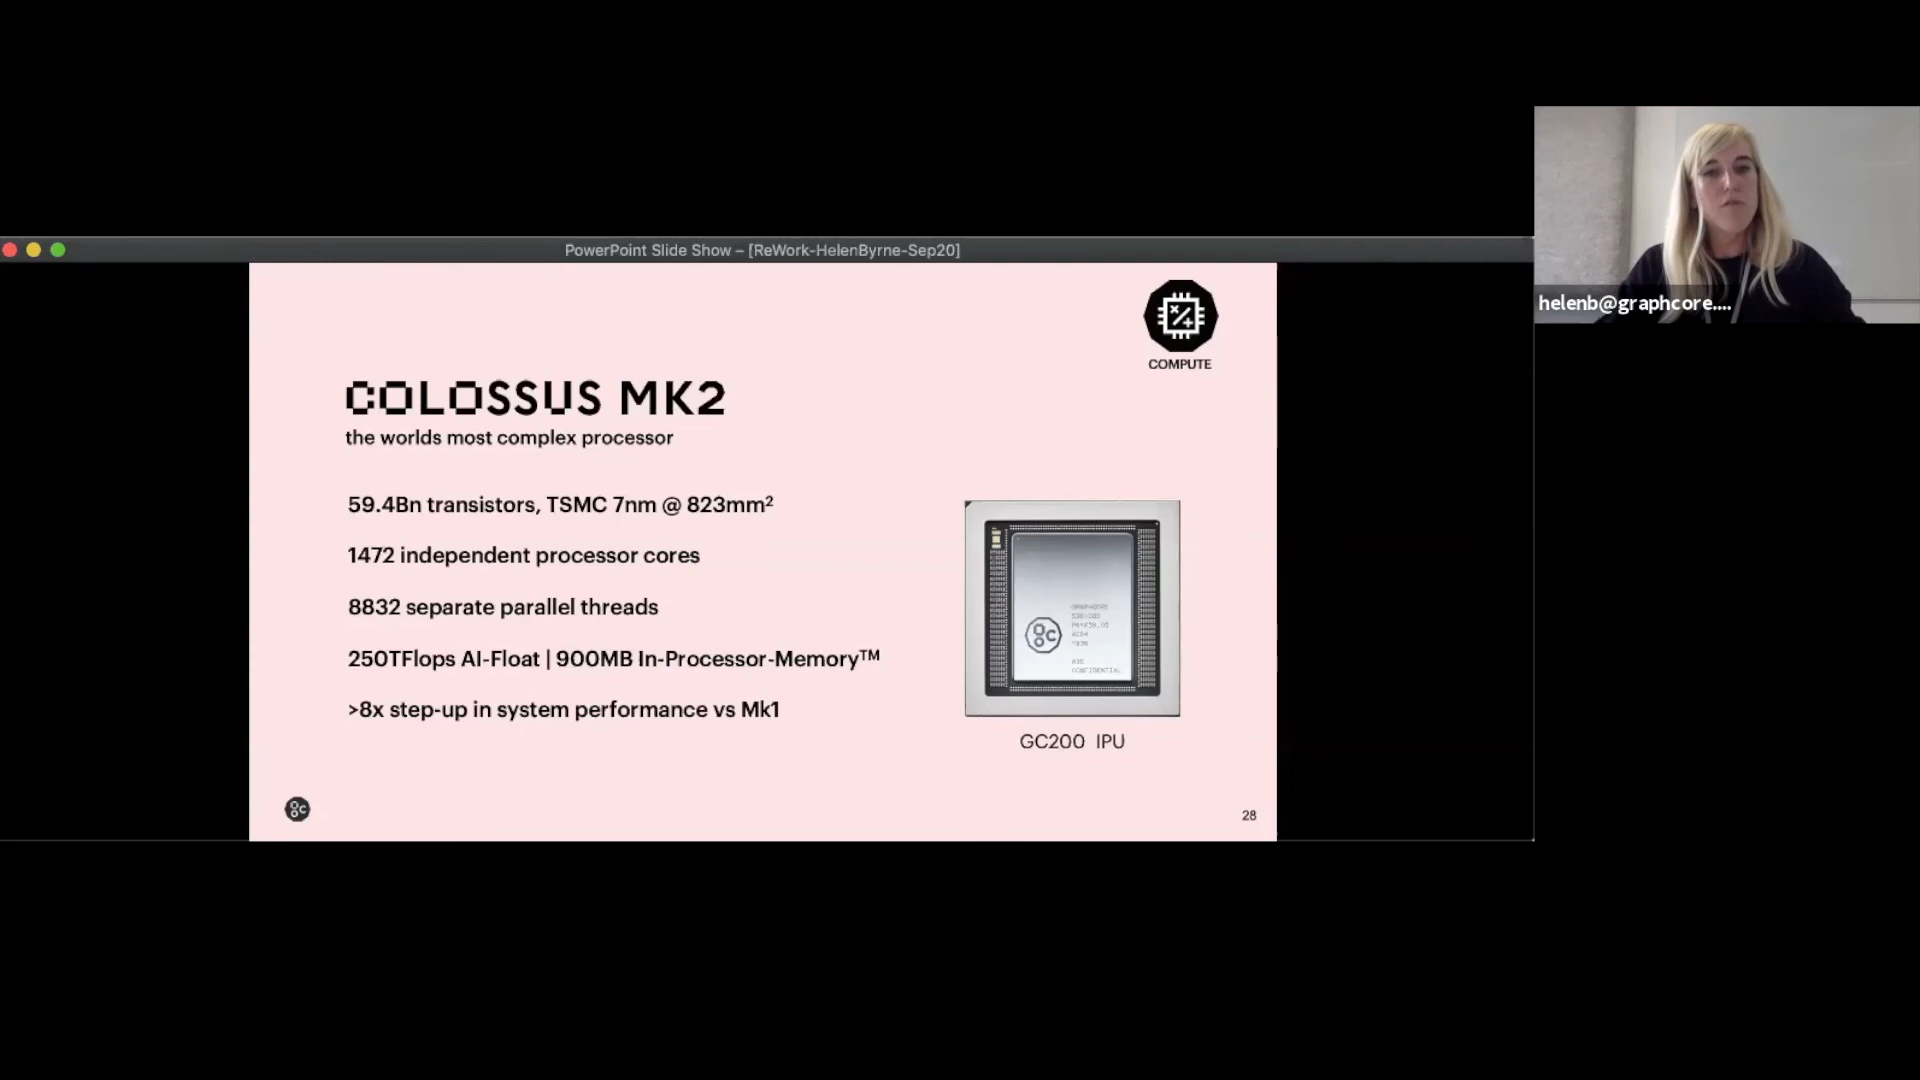 PowerPoint Slide Show – [ReWork-HelenByrne-Sep20]
helenb@graphcore....
COMPUTE
COLOSSUS MK2
the worlds most complex processor
59.4Bn transistors, TSMC 7nm @ 823mm²
1472 independent processor cores
8832 separate parallel threads
250TFlops AI-Float | 900MB In-Processor-Memory™
>8x step-up in system performance vs Mk1
GRAPHCORE
CONFIDENTIAL
GC200 IPU
28